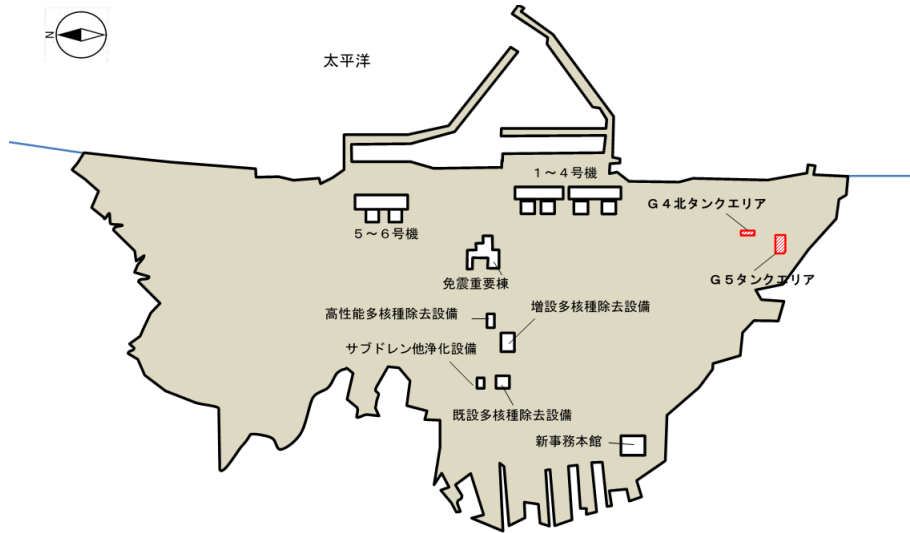 N
太平洋
1～4号機
G4北タンクエリア
5～6号機
G5タンクエリア
免震重要棟
高性能多核種除去設備
増設多核種除去設備
サブドレン他浄化設備
既設多核種除去設備
新事務本館